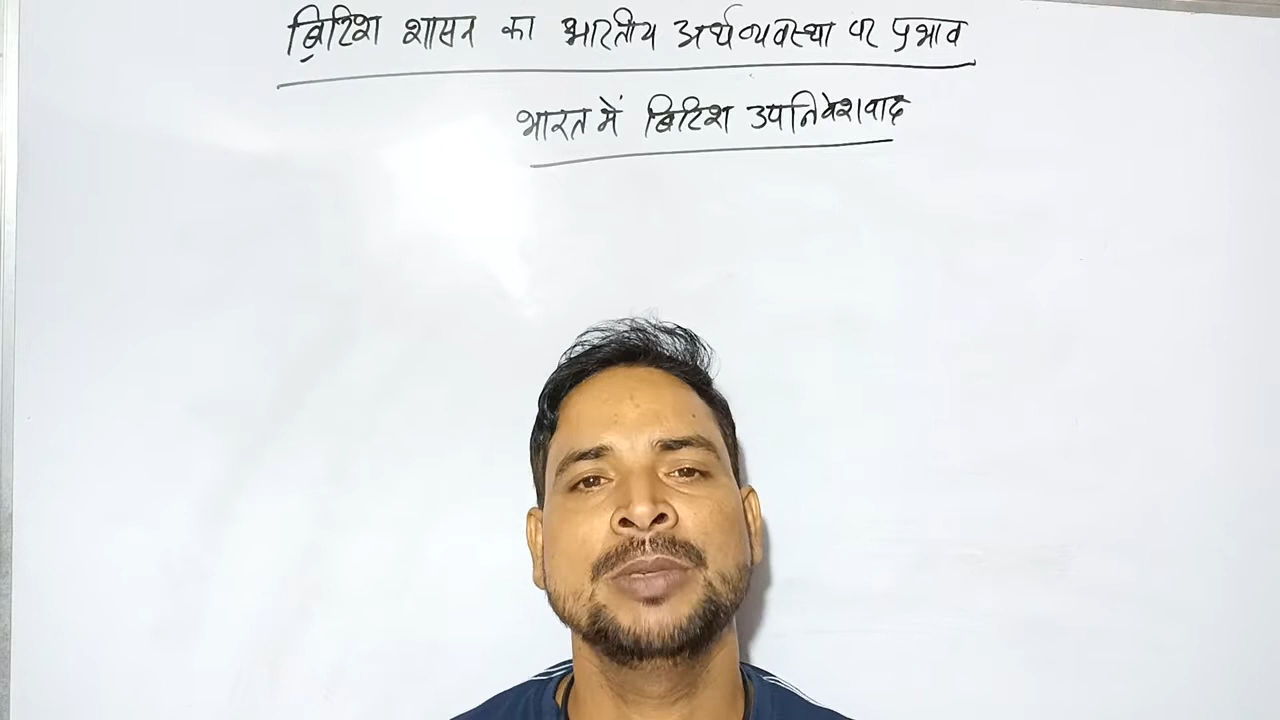 ब्रिटिश शासन का भारतीय अर्थव्यवस्था पर प्रभाव
भारत में ब्रिटिश उपनिवेशवाद